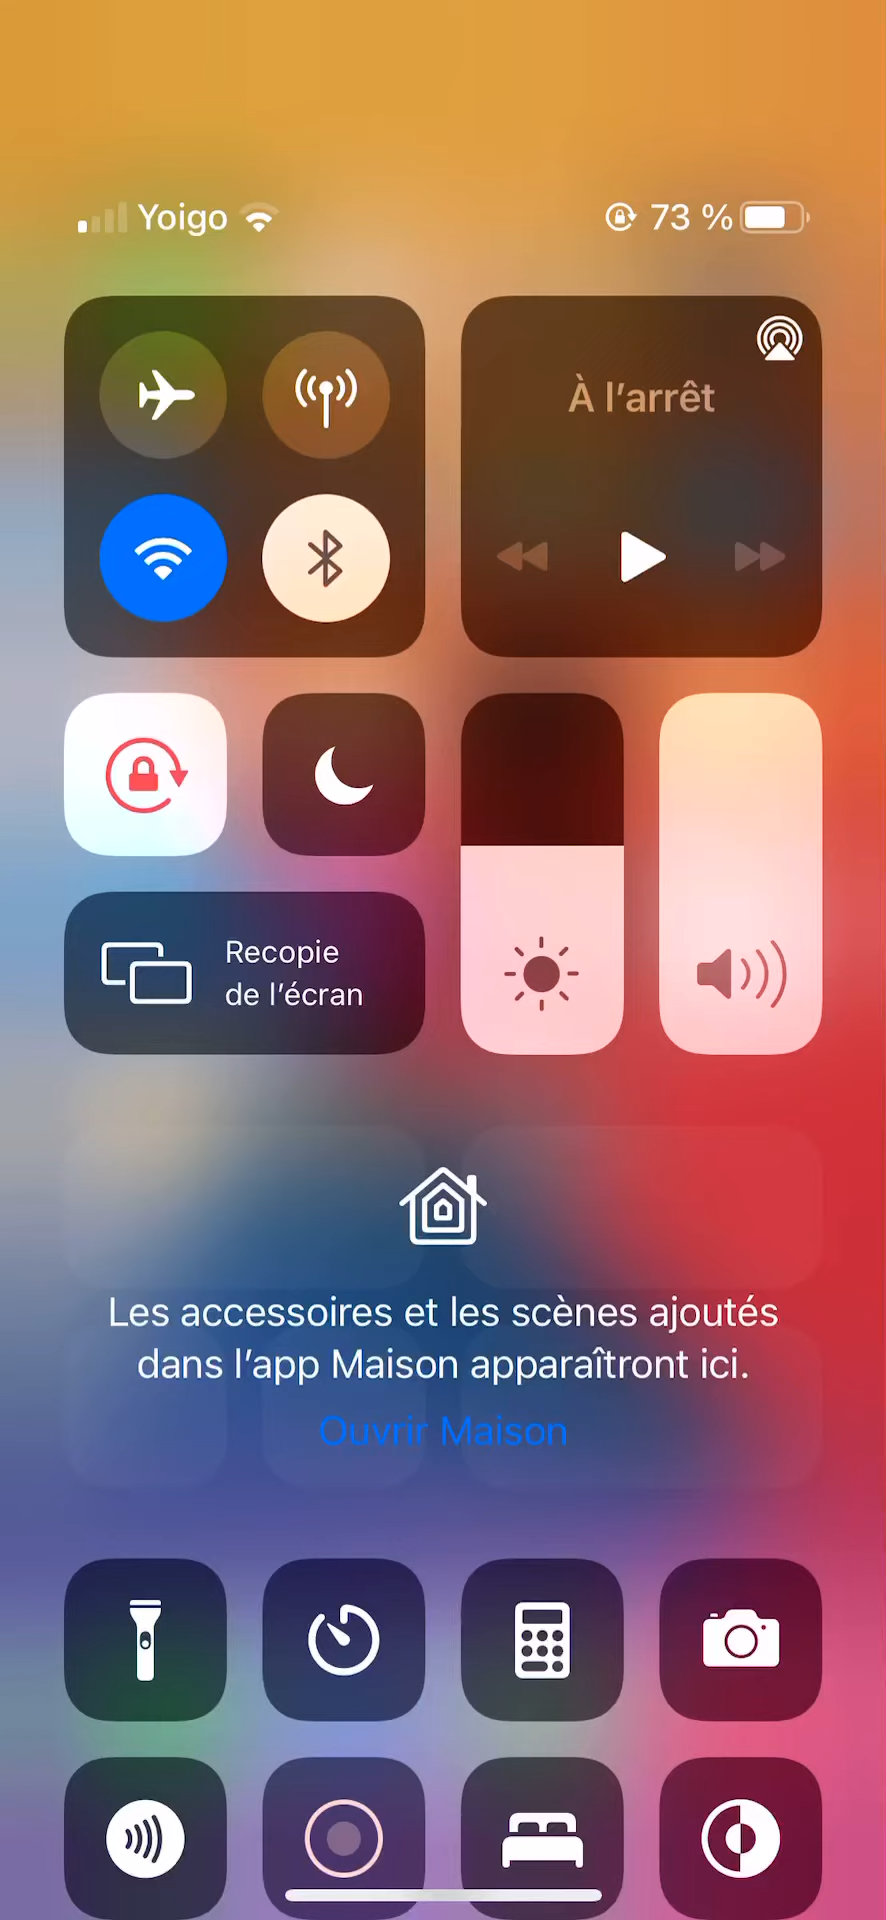 Yoigo
73 %
À l’arrêt
Recopie
de l’écran
Les accessoires et les scènes ajoutés
dans l’app Maison apparaîtront ici.
Ouvrir Maison